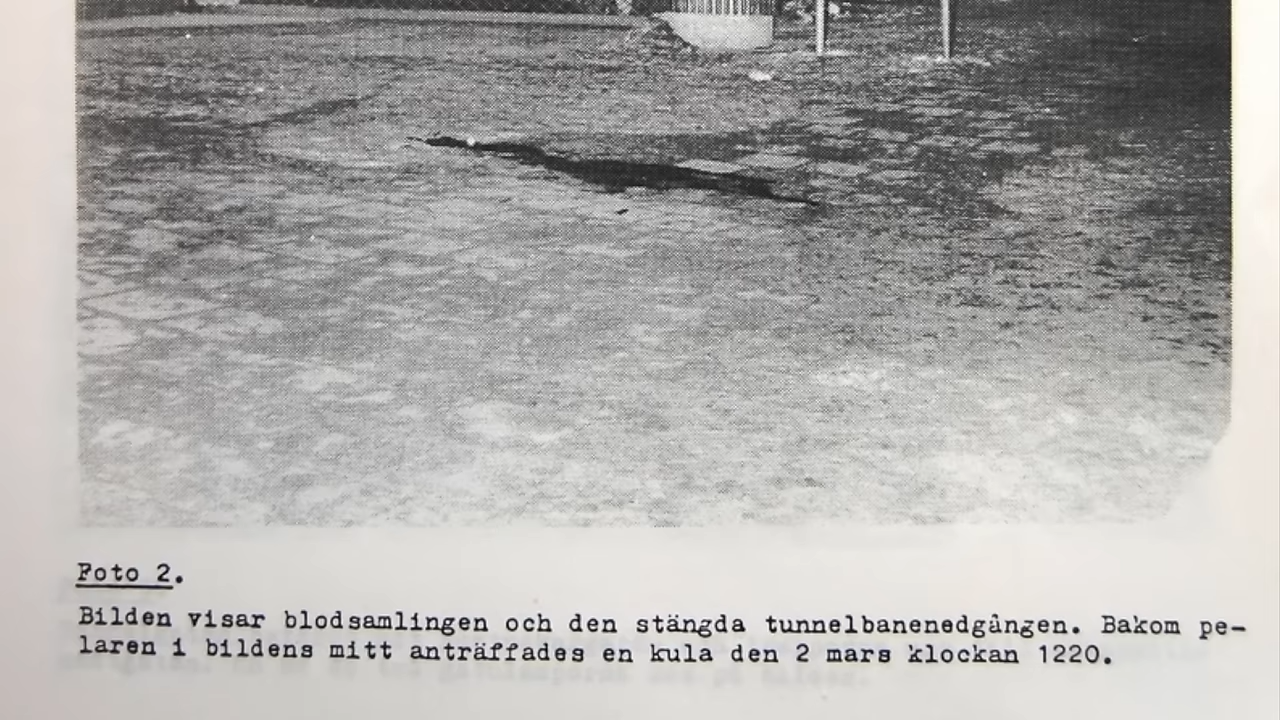 Foto 2.
Bilden visar blodsamlingen och den stängda tunnelbanenedgången. Bakom pe-
laren i bildens mitt anträffades en kula den 2 mars klockan 1220.